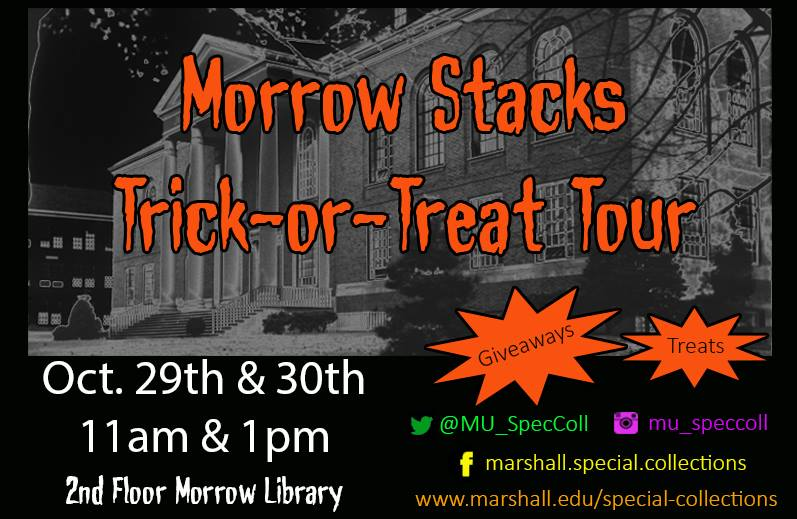 Morrow Stacks
Trick-or-Treat Tour
Giveaways
Treats
Oct. 29th & 30th
11am & 1pm
2nd Floor Morrow Library
@MU_SpecColl
mu_speccoll
marshall.special.collections
www.marshall.edu/special-collections